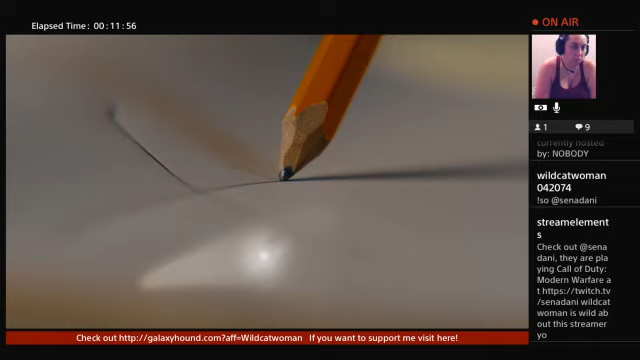 Elapsed Time: 00:11:56
ON AIR
1
9
currently hosted
by: NOBODY
wildcatwoman
042074
!so @senadani
streamelement
s
Check out @sena
dani, they are pla
ying Call of Duty:
Modern Warfare a
t https://twitch.tv
/senadani wildcat
woman is wild ab
out this streamer
yo
Check out http://galaxyhound.com?aff=Wildcatwoman If you want to support me visit here!